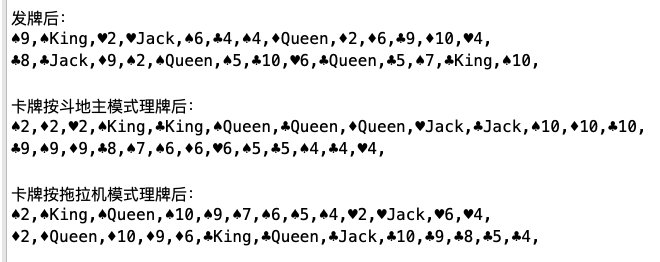 发牌后：
♠9,♠King,♥2,♥Jack,♠6,♣4,♠4,♦Queen,♦2,♦6,♣9,♦10,♥4,
♣8,♣Jack,♦9,♠2,♠Queen,♠5,♣10,♥6,♣Queen,♣5,♠7,♣King,♠10,
卡牌按斗地主模式理牌后：
♠2,♦2,♥2,♠King,♣King,♠Queen,♣Queen,♦Queen,♥Jack,♣Jack,♠10,♦10,♣10,
♣9,♠9,♦9,♣8,♠7,♠6,♦6,♥6,♠5,♣5,♠4,♣4,♥4,
卡牌按拖拉机模式理牌后：
♠2,♠King,♠Queen,♠10,♠9,♠7,♠6,♠5,♠4,♥2,♥Jack,♥6,♥4,
♦2,♦Queen,♦10,♦9,♦6,♣King,♣Queen,♣Jack,♣10,♣9,♣8,♣5,♣4,